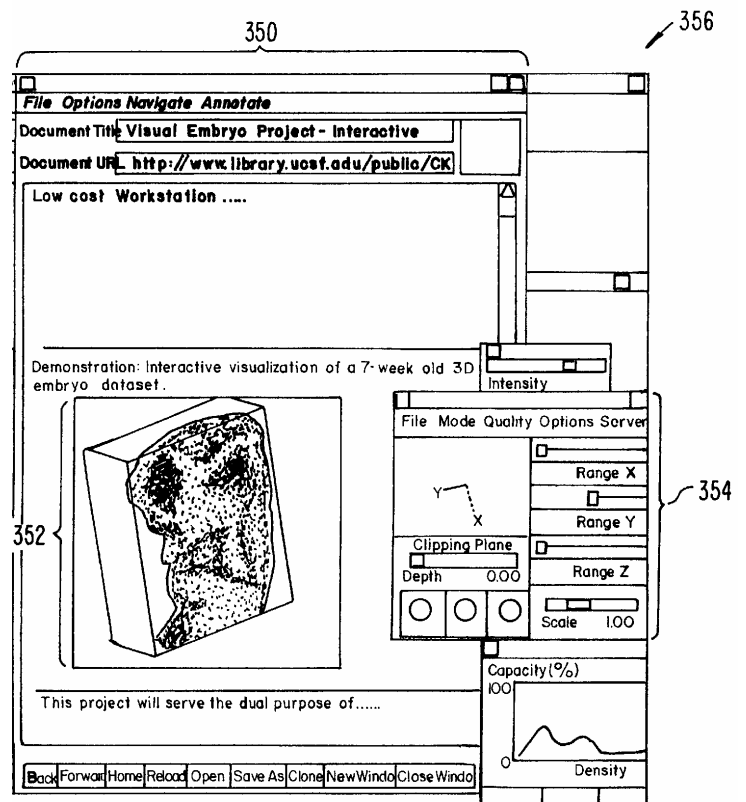 350
356
File Options Navigate Annotate
Document Title Visual Embryo Project - Interactive
Document URL http://www.library.ucsf.adu/public/CK
Low cost Workstation .....
Demonstration: Interactive visualization of a 7-week old 3D
embryo dataset.
Intensity
File Mode Quality Options Server
Range X
Y
X
354
Range Y
352
Clipping Plane
Depth 0.00
Range Z
Scale 1.00
Capacity (%)
100
This project will serve the dual purpose of......
0
Density
Back Forward Home Reload Open Save As Clone New Windo Close Windo